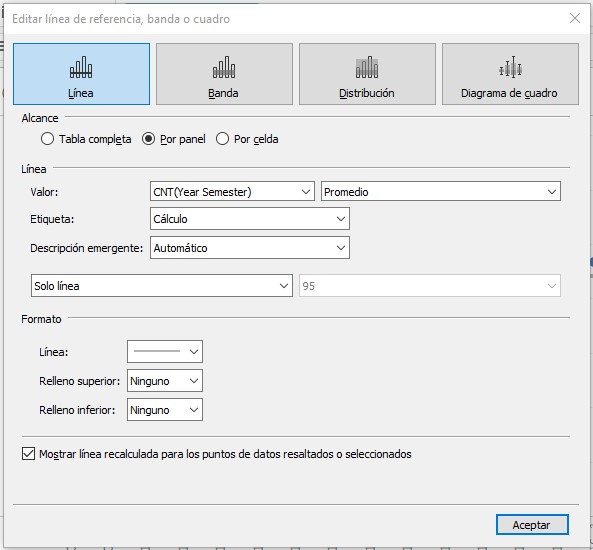 Editar línea de referencia, banda o cuadro
Línea
Banda
Distribución
Diagrama de cuadro
Alcance
Tabla completa
Por panel
Por celda
Línea
Valor:
CNT(Year Semester)
Promedio
Etiqueta:
Cálculo
Descripción emergente:
Automático
Solo línea
95
Formato
Línea:
Relleno superior:
Ninguno
Relleno inferior:
Ninguno
Mostrar línea recalculada para los puntos de datos resaltados o seleccionados
Aceptar